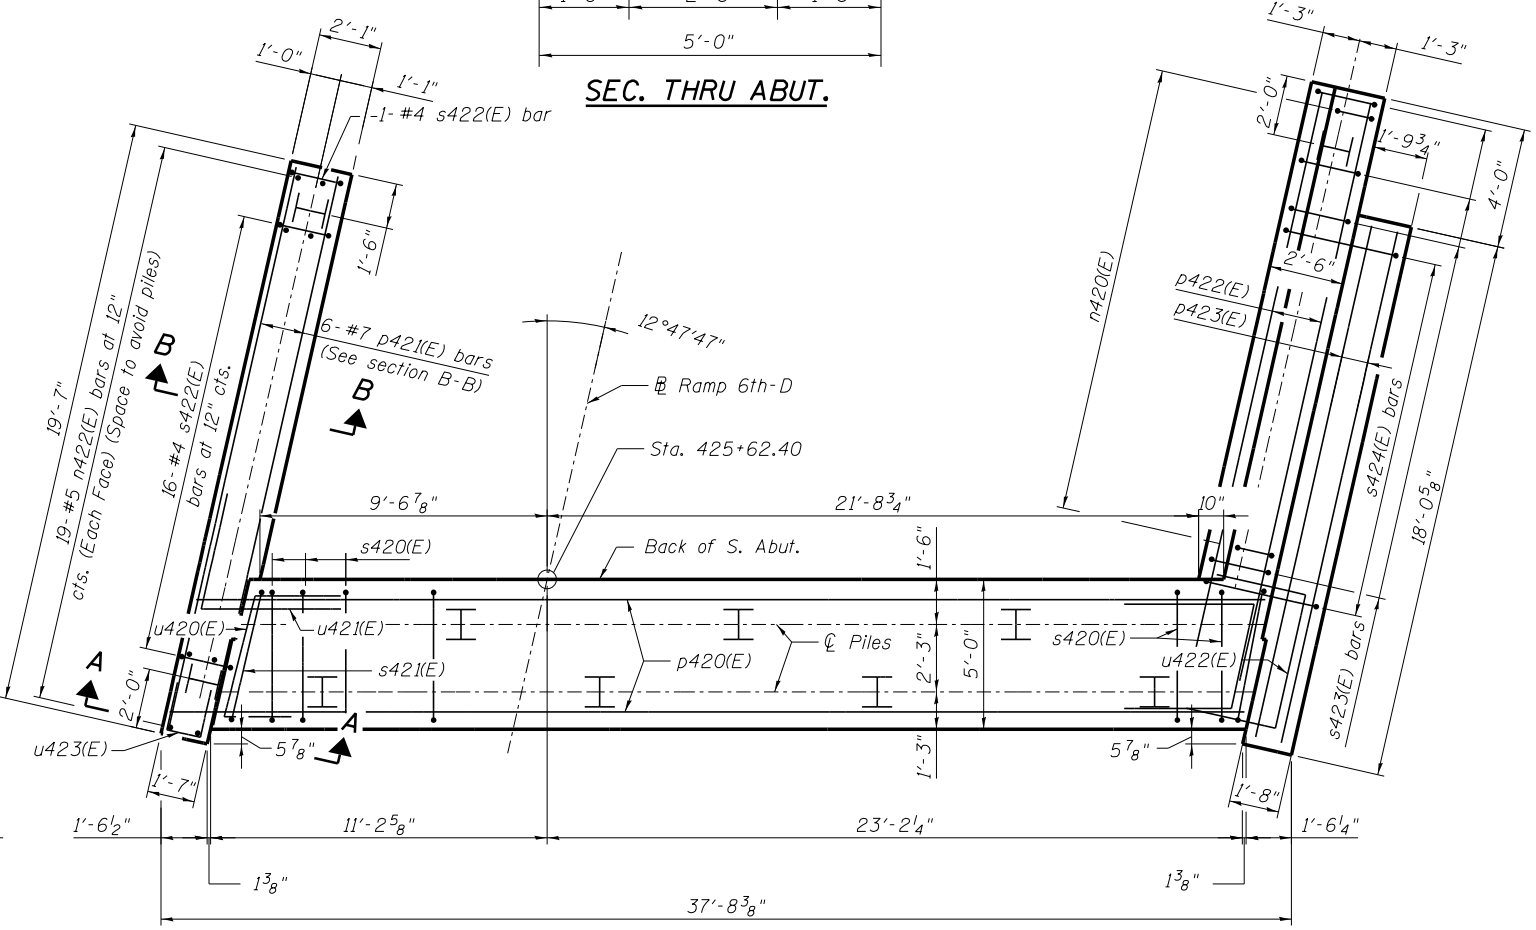 5'-0"
SEC. THRU ABUT.
2'-1"
1'-0"
1'-1"
1-#4 s422(E) bar
1'-3"
1'-3"
2'-0"
1'-9¾"
4'-0"
1'-6"
19'-7"
19-#5 n422(E) bars at 12"
cts. (Each Face) (Space to avoid piles)
16-#4 s422(E)
bars at 12" cts.
B
B
6-#7 p421(E) bars
(See section B-B)
12°47'47"
℄ Ramp 6th-D
Sta. 425+62.40
n420(E)
2'-6"
p422(E)
p423(E)
s424(E) bars
18'-0⅝"
9'-6⅞"
21'-8¾"
10"
s420(E)
Back of S. Abut.
1'-6"
u420(E)
u421(E)
s421(E)
p420(E)
℄ Piles
2'-3"
5'-0"
s420(E)
u422(E)
s423(E) bars
A
A
2'-0"
u423(E)
5⅞"
1'-3"
5⅞"
1'-7"
1'-8"
1'-6½"
11'-2⅝"
23'-2¼"
1'-6¼"
1⅜"
1⅜"
37'-8⅜"